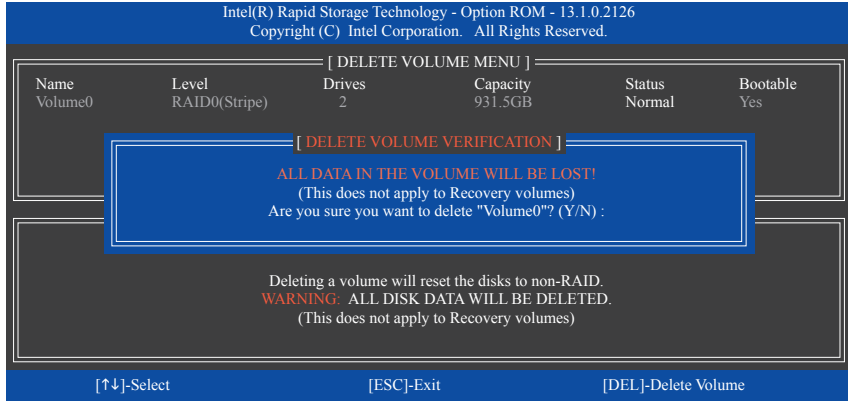 Intel(R) Rapid Storage Technology - Option ROM - 13.1.0.2126
Copyright (C) Intel Corporation. All Rights Reserved.
[ DELETE VOLUME MENU ]
Name Level Drives Capacity Status Bootable
Volume0 RAID0(Stripe) 2 931.5GB Normal Yes
[ DELETE VOLUME VERIFICATION ]
ALL DATA IN THE VOLUME WILL BE LOST!
(This does not apply to Recovery volumes)
Are you sure you want to delete "Volume0"? (Y/N) :
Deleting a volume will reset the disks to non-RAID.
WARNING: ALL DISK DATA WILL BE DELETED.
(This does not apply to Recovery volumes)
[↑↓]-Select [ESC]-Exit [DEL]-Delete Volume